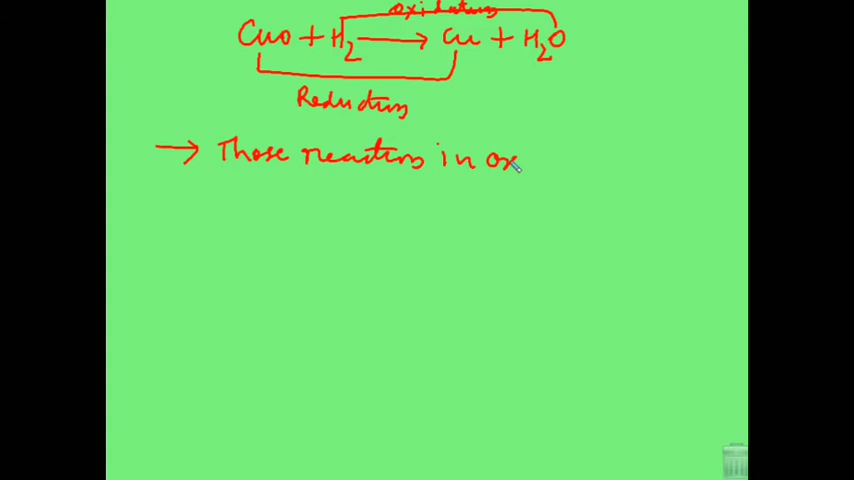 oxidation
CuO + H₂ → Cu + H₂O
Reduction
→ Those reactions in ox